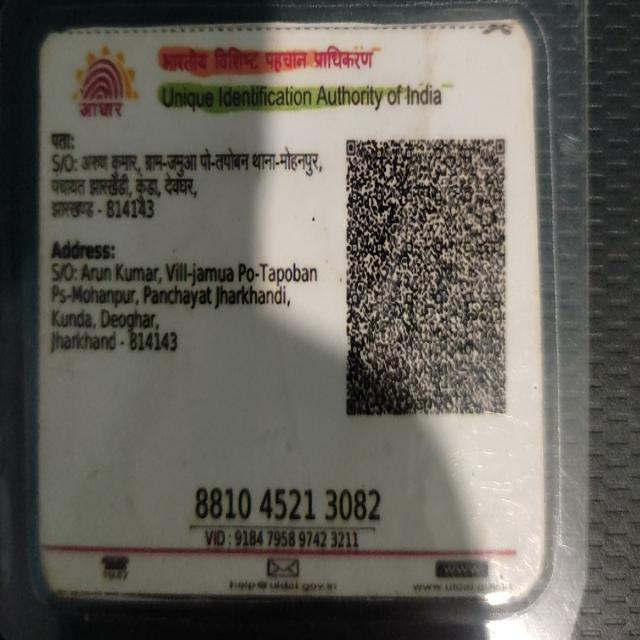 भारतीय विशिष्ट पहचान प्राधिकरण
Unique Identification Authority of India
आधार
पता:
S/O: अरुण कुमार, ग्राम-जमुआ पो-तपोबन थाना-मोहनपुर,
पंचायत झारखंडी, कुंडा, देवघर,
झारखण्ड - 814143
Address:
S/O: Arun Kumar, Vill-jamua Po-Tapoban
Ps-Mohanpur, Panchayat Jharkhandi,
Kunda, Deoghar,
Jharkhand - 814143
8810 4521 3082
VID : 9184 7958 9742 3211
1947
help@uidai.gov.in
www
www.uidai.gov.in